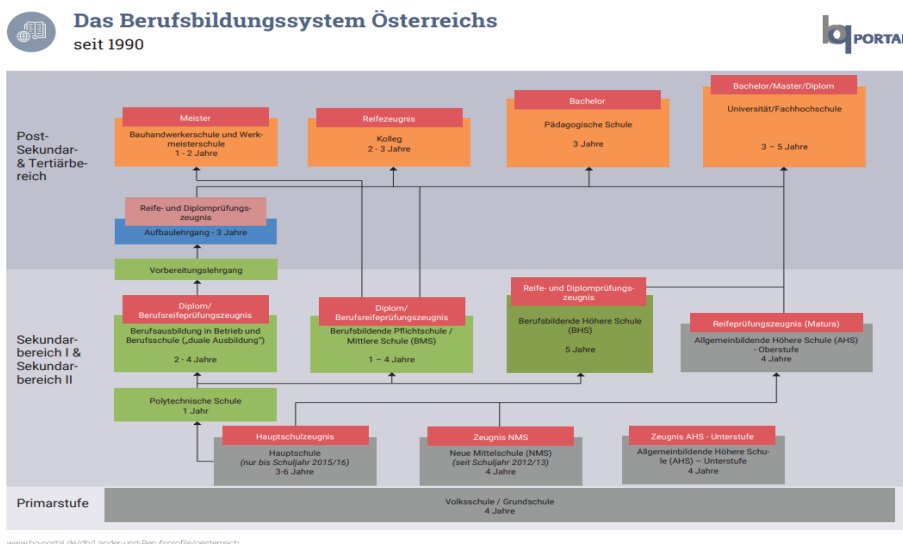 Das Berufsbildungssystem Österreichs
seit 1990
bq PORTAL
Post-
Sekundar-
& Tertiärbe-
reich
Meister
Bauhandwerkerschule und Werk-
meisterschule
1 - 2 Jahre
Reifezeugnis
Kolleg
2 - 3 Jahre
Bachelor
Pädagogische Schule
3 Jahre
Bachelor/Master/Diplom
Universität/Fachhochschule
3 – 5 Jahre
Reife- und Diplomprüfungs-
zeugnis
Aufbaulehrgang - 3 Jahre
Vorbereitungslehrgang
Sekundar-
bereich I &
Sekundar-
bereich II
Diplom/
Berufsreifeprüfungszeugnis
Berufsausbildung in Betrieb und
Berufsschule („duale Ausbildung")
2 - 4 Jahre
Diplom/
Berufsreifeprüfungszeugnis
Berufsbildende Pflichtschule /
Mittlere Schule (BMS)
1 – 4 Jahre
Reife- und Diplomprüfungs-
zeugnis
Berufsbildende Höhere Schule
(BHS)
5 Jahre
Reifeprüfungszeugnis (Matura)
Allgemeinbildende Höhere Schule (AHS)
- Oberstufe
4 Jahre
Polytechnische Schule
1 Jahr
Hauptschulzeugnis
Hauptschule
(nur bis Schuljahr 2015/16)
3-6 Jahre
Zeugnis NMS
Neue Mittelschule (NMS)
(seit Schuljahr 2012/13)
4 Jahre
Zeugnis AHS - Unterstufe
Allgemeinbildende Höhere Schu-
le (AHS) – Unterstufe
4 Jahre
Primarstufe
Volksschule / Grundschule
4 Jahre